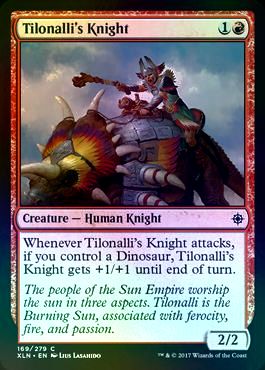 Tilonalli's Knight 1
Creature — Human Knight
Whenever Tilonalli's Knight attacks,
if you control a Dinosaur, Tilonalli's
Knight gets +1/+1 until end of turn.
The people of the Sun Empire worship
the sun in three aspects. Tilonalli is the
Burning Sun, associated with ferocity,
fire, and passion.
2/2
169/279 C
XLN • EN Lius Lasahido
™ & © 2017 Wizards of the Coast